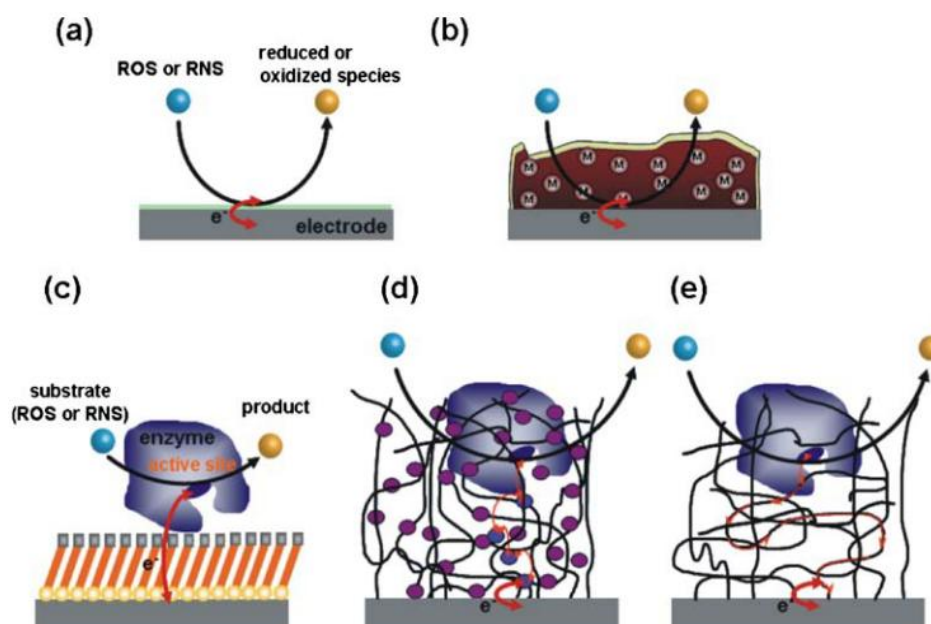 (a)
ROS or RNS
reduced or
oxidized species
e-
electrode
(b)
M M M M M M M M M M M M
e-
(c)
substrate
(ROS or RNS)
product
enzyme
active site
e-
(d)
e-
(e)
e-